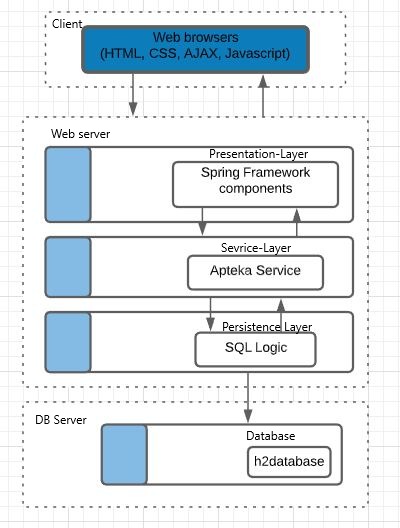 Client
Web browsers
(HTML, CSS, AJAX, Javascript)
Web server
Presentation-Layer
Spring Framework
components
Sevrice-Layer
Apteka Service
Persistence Layer
SQL Logic
DB Server
Database
h2database